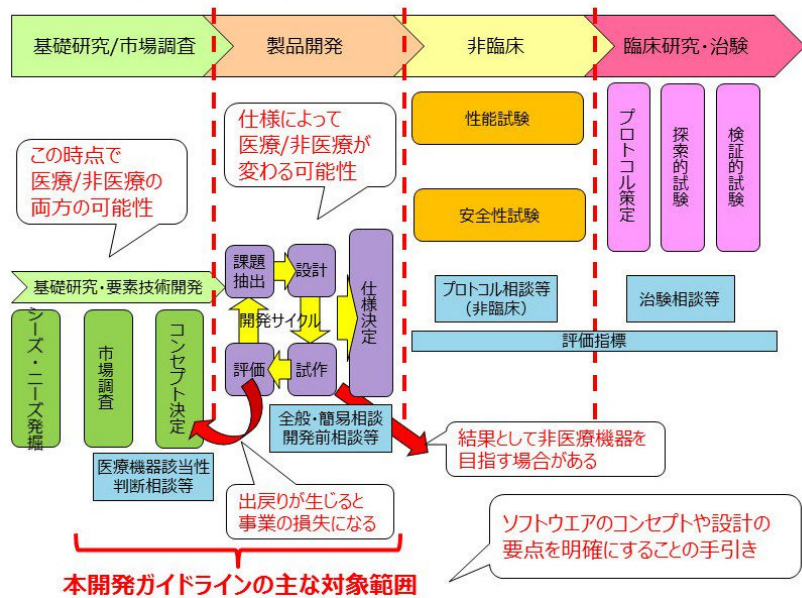 基礎研究/市場調査
製品開発
非臨床
臨床研究・治験
この時点で
医療/非医療の
両方の可能性
仕様によって
医療/非医療が
変わる可能性
性能試験
安全性試験
プロトコル策定
探索的試験
検証的試験
基礎研究・要素技術開発
シーズ・ニーズ発掘
市場調査
コンセプト決定
課題
抽出
設計
開発サイクル
評価
試作
仕様決定
プロトコル相談等
(非臨床)
治験相談等
評価指標
医療機器該当性
判断相談等
全般・簡易相談
開発前相談等
出戻りが生じると
事業の損失になる
結果として非医療機器を
目指す場合がある
ソフトウエアのコンセプトや設計の
要点を明確にすることの手引き
本開発ガイドラインの主な対象範囲